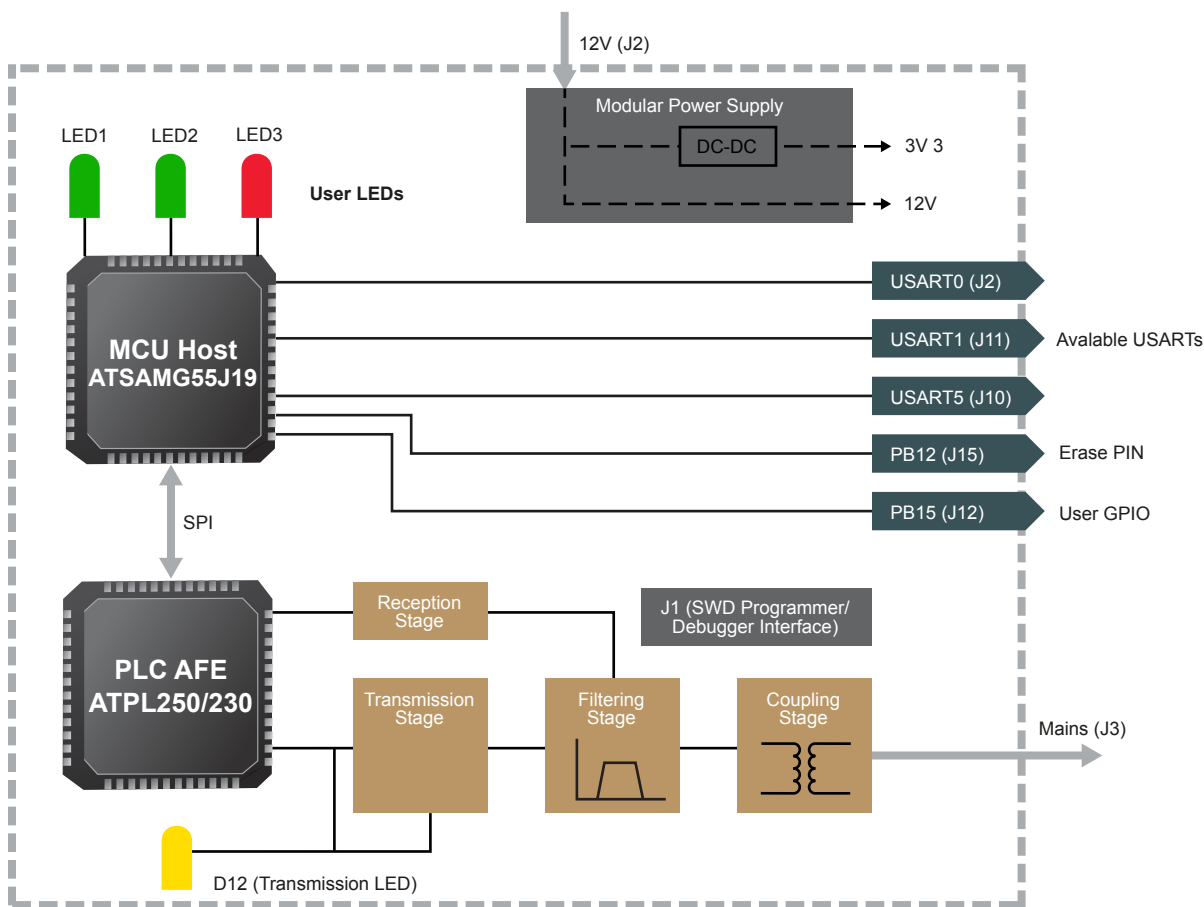 12V (J2)
Modular Power Supply
DC-DC
3V 3
12V
LED1
LED2
LED3
User LEDs
MCU Host
ATSAMG55J19
USART0 (J2)
USART1 (J11)
Avalable USARTs
USART5 (J10)
PB12 (J15)
Erase PIN
PB15 (J12)
User GPIO
SPI
PLC AFE
ATPL250/230
Reception
Stage
J1 (SWD Programmer/
Debugger Interface)
Transmission
Stage
Filtering
Stage
Coupling
Stage
Mains (J3)
D12 (Transmission LED)